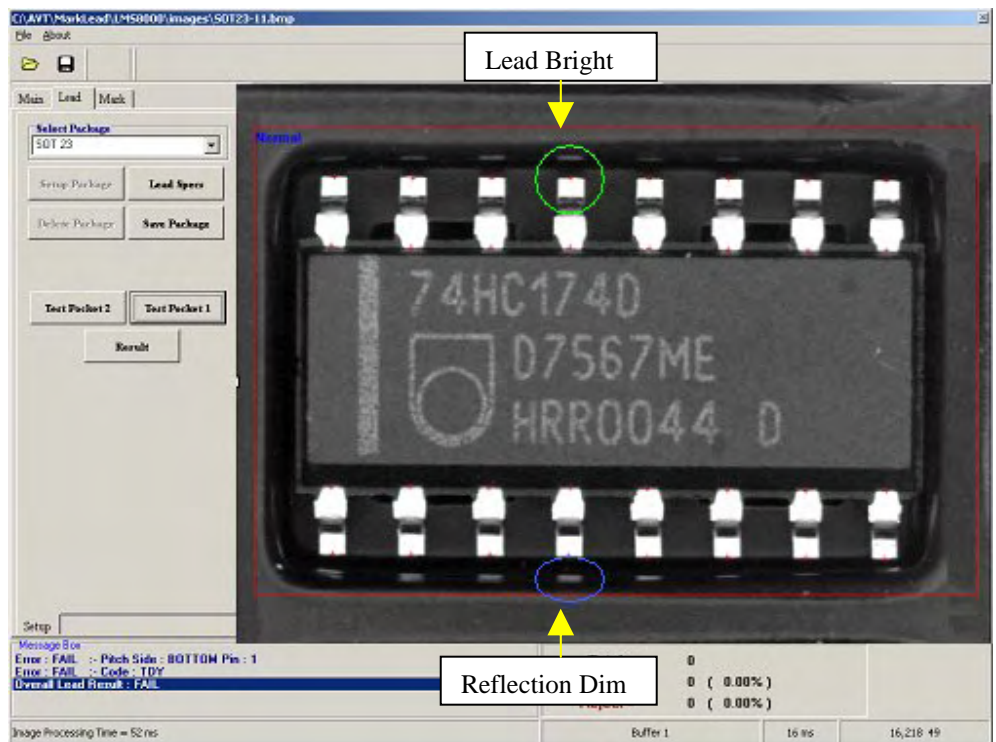 C:\AVT\MarkLead\LMS8000\images\SOT23-11.bmp
File About
Lead Bright
Main Lead Mark
Normal
Select Package
SOT 23
Setup Package Lead Specs
Delete Package Save Package
Test Pocket 2 Test Pocket 1
Result
74HC174D
D7567ME
HRR0044 D
Setup
Message Box
Error : FAIL :- Pitch Side : BOTTOM Pin : 1
Error : FAIL :- Code : TDY
Overall Lead Result : FAIL
0
0 ( 0.00% )
0 ( 0.00% )
Reflection Dim
Image Processing Time = 52 ms
Buffer 1
16 ms
16,218 49